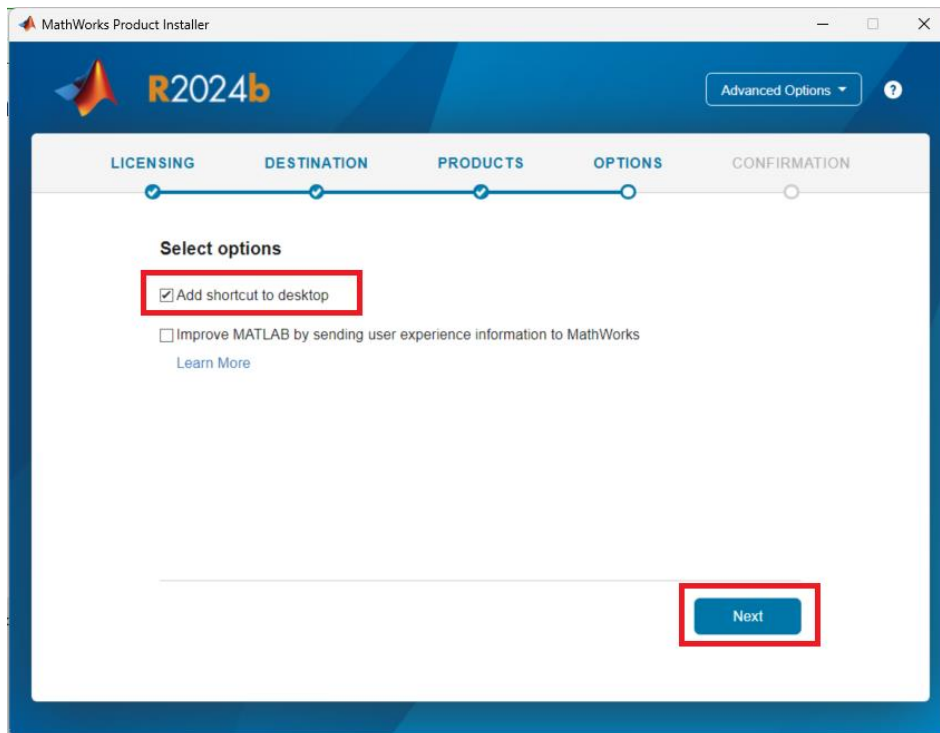 MathWorks Product Installer
R2024b
Advanced Options
?
LICENSING DESTINATION PRODUCTS OPTIONS CONFIRMATION
Select options
Add shortcut to desktop
Improve MATLAB by sending user experience information to MathWorks
Learn More
Next